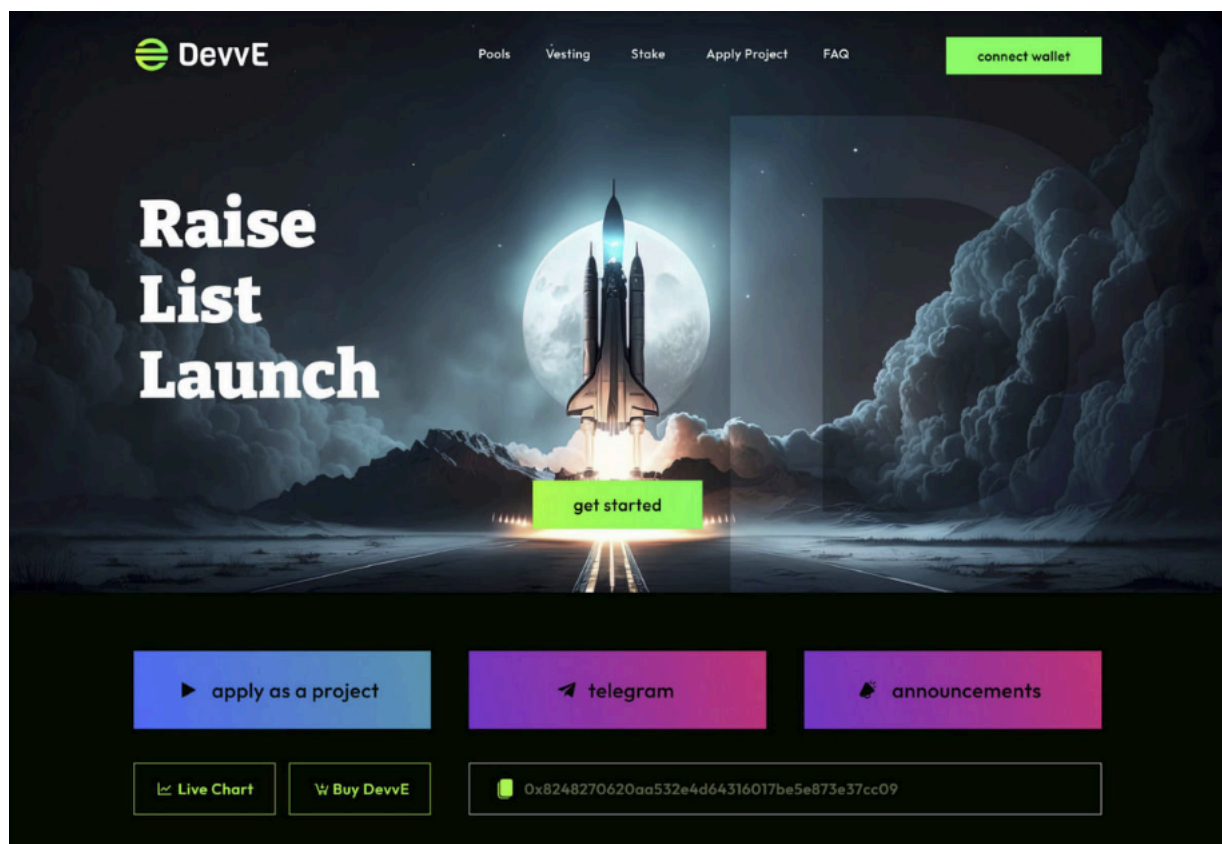 DevvE
Pools Vesting Stake Apply Project FAQ
connect wallet
Raise
List
Launch
get started
apply as a project
telegram
announcements
Live Chart
Buy DevvE
0x8248270620aa532e4d64316017be5e873e37cc09